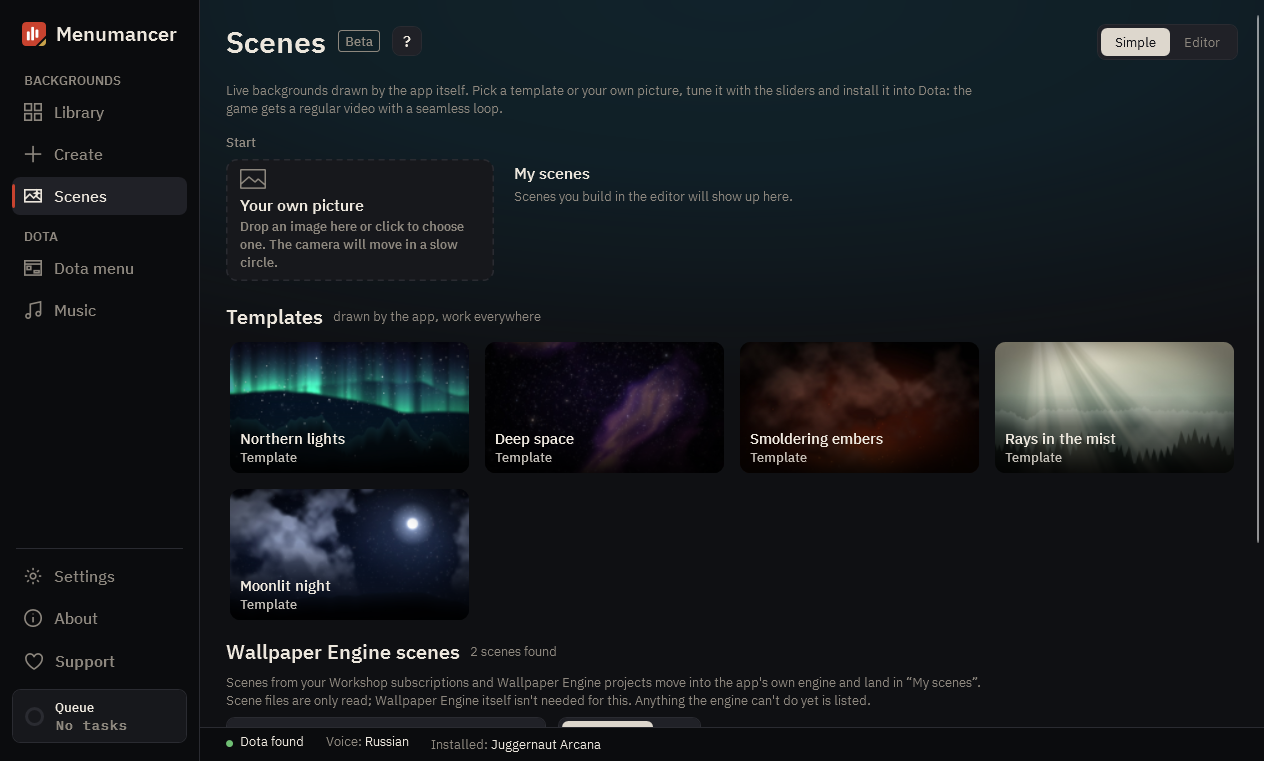 Menumancer
BACKGROUNDS
Library
Create
Scenes
DOTA
Dota menu
Music
Settings
About
Support
Queue
No tasks
Scenes
Beta
?
Simple
Editor
Live backgrounds drawn by the app itself. Pick a template or your own picture, tune it with the sliders and install it into Dota: the
game gets a regular video with a seamless loop.
Start
Your own picture
Drop an image here or click to choose
one. The camera will move in a slow
circle.
My scenes
Scenes you build in the editor will show up here.
Templates drawn by the app, work everywhere
Northern lights
Template
Deep space
Template
Smoldering embers
Template
Rays in the mist
Template
Moonlit night
Template
Wallpaper Engine scenes 2 scenes found
Scenes from your Workshop subscriptions and Wallpaper Engine projects move into the app's own engine and land in “My scenes”.
Scene files are only read; Wallpaper Engine itself isn't needed for this. Anything the engine can't do yet is listed.
Dota found
Voice: Russian
Installed: Juggernaut Arcana